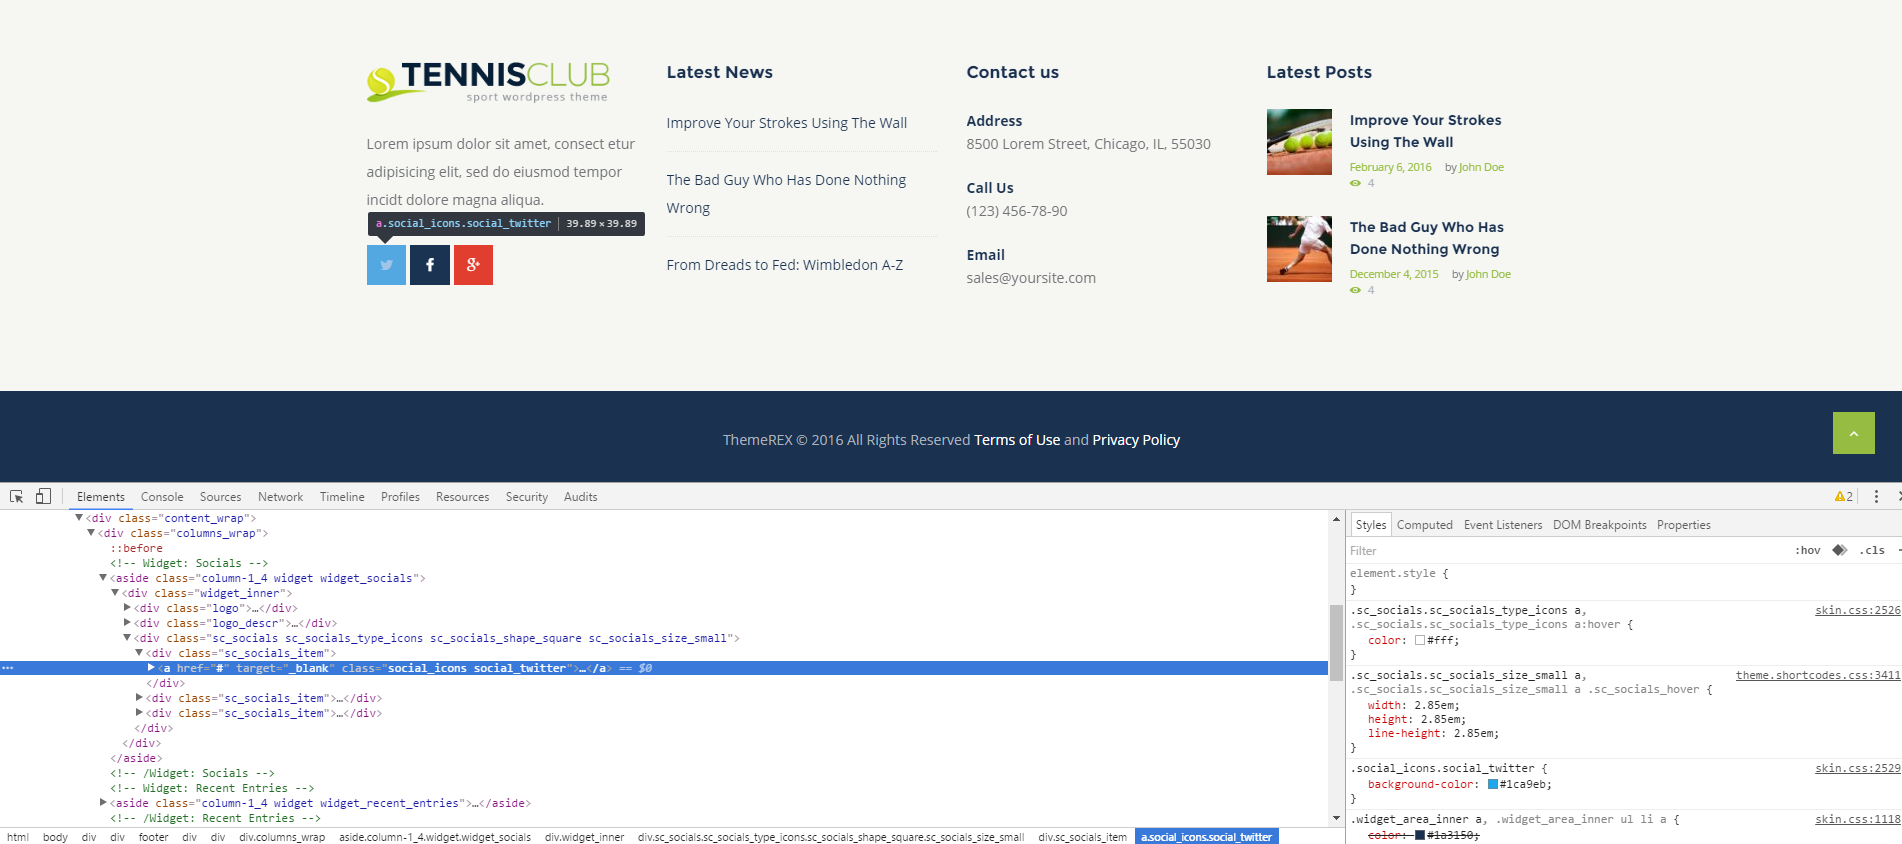 TENNISCLUB
sport wordpress theme
Lorem ipsum dolor sit amet, consect etur
adipisicing elit, sed do eiusmod tempor
incidt dolore magna aliqua.
a.social_icons.social_twitter | 39.89 × 39.89
Latest News
Improve Your Strokes Using The Wall
The Bad Guy Who Has Done Nothing
Wrong
From Dreads to Fed: Wimbledon A-Z
Contact us
Address
8500 Lorem Street, Chicago, IL, 55030
Call Us
(123) 456-78-90
Email
sales@yoursite.com
Latest Posts
Improve Your Strokes
Using The Wall
February 6, 2016 by John Doe
4
The Bad Guy Who Has
Done Nothing Wrong
December 4, 2015 by John Doe
4
ThemeREX © 2016 All Rights Reserved Terms of Use and Privacy Policy
Elements Console Sources Network Timeline Profiles Resources Security Audits 2
<div class="content_wrap">
<div class="columns_wrap">
::before
<!-- Widget: Socials -->
<aside class="column-1_4 widget widget_socials">
<div class="widget_inner">
<div class="logo">…</div>
<div class="logo_descr">…</div>
<div class="sc_socials sc_socials_type_icons sc_socials_shape_square sc_socials_size_small">
<div class="sc_socials_item">
<a href="#" target="_blank" class="social_icons social_twitter">…</a> == $0
</div>
<div class="sc_socials_item">…</div>
<div class="sc_socials_item">…</div>
</div>
</div>
</aside>
<!-- /Widget: Socials -->
<!-- Widget: Recent Entries -->
<aside class="column-1_4 widget widget_recent_entries">…</aside>
<!-- /Widget: Recent Entries -->
html body div div footer div div div.columns_wrap aside.column-1_4.widget.widget_socials div.widget_inner div.sc_socials.sc_socials_type_icons.sc_socials_shape_square.sc_socials_size_small div.sc_socials_item a.social_icons.social_twitter
Styles Computed Event Listeners DOM Breakpoints Properties
Filter :hov .cls
element.style {
}
.sc_socials.sc_socials_type_icons a, skin.css:2526
.sc_socials.sc_socials_type_icons a:hover {
color: #fff;
}
.sc_socials.sc_socials_size_small a, theme.shortcodes.css:3411
.sc_socials.sc_socials_size_small a .sc_socials_hover {
width: 2.85em;
height: 2.85em;
line-height: 2.85em;
}
.social_icons.social_twitter { skin.css:2529
background-color: #1ca9eb;
}
.widget_area_inner a, .widget_area_inner ul li a { skin.css:1118
color: #1a3150;